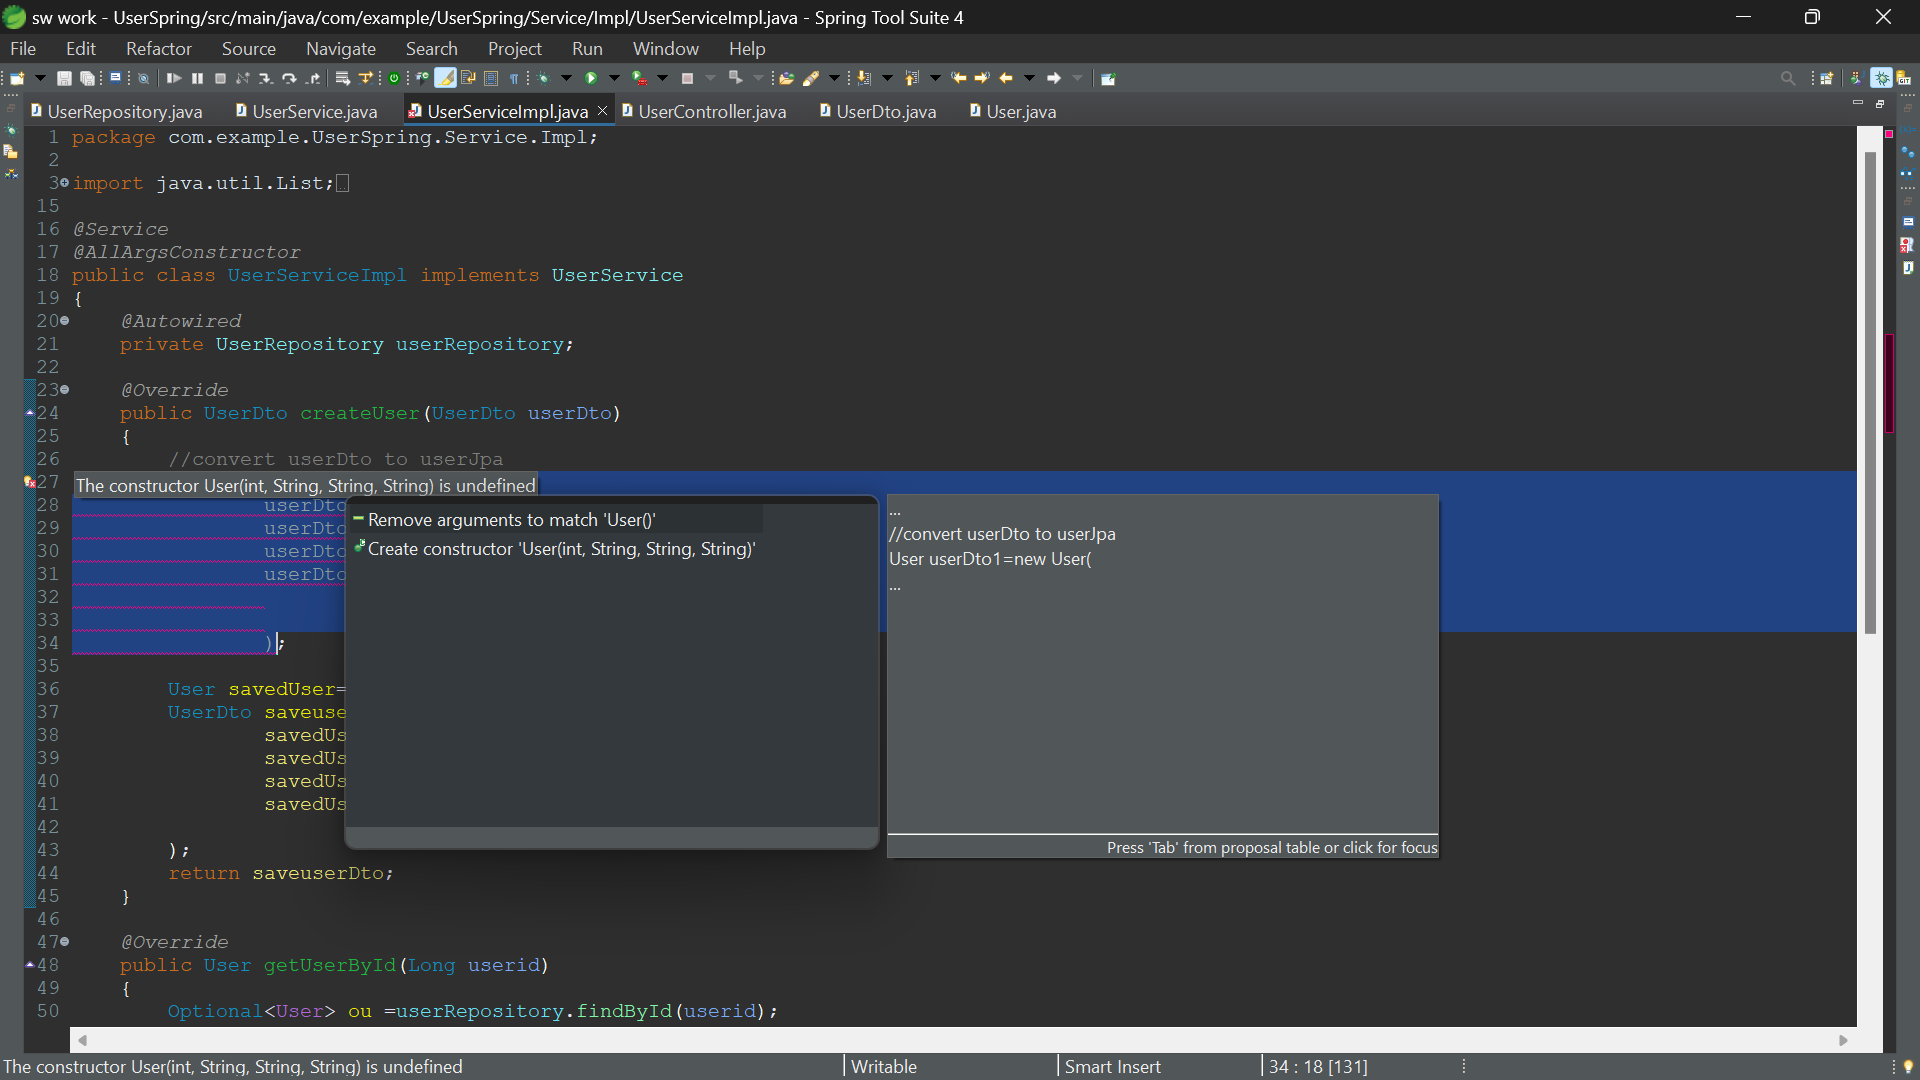 sw work - UserSpring/src/main/java/com/example/UserSpring/Service/Impl/UserServiceImpl.java - Spring Tool Suite 4
File Edit Refactor Source Navigate Search Project Run Window Help
UserRepository.java UserService.java UserServiceImpl.java UserController.java UserDto.java User.java
1 package com.example.UserSpring.Service.Impl;
2
3 import java.util.List;
15
16 @Service
17 @AllArgsConstructor
18 public class UserServiceImpl implements UserService
19 {
20 @Autowired
21 private UserRepository userRepository;
22
23 @Override
24 public UserDto createUser(UserDto userDto)
25 {
26 //convert userDto to userJpa
27 The constructor User(int, String, String, String) is undefined
28 userDto
29 userDto
30 userDto
31 userDto
32
33
34 );
35
36 User savedUser=
37 UserDto saveuse
38 savedUs
39 savedUs
40 savedUs
41 savedUs
42
43 );
44 return saveuserDto;
45 }
46
47 @Override
48 public User getUserById(Long userid)
49 {
50 Optional<User> ou =userRepository.findById(userid);
Remove arguments to match 'User()'
Create constructor 'User(int, String, String, String)'
...
//convert userDto to userJpa
User userDto1=new User(
...
Press 'Tab' from proposal table or click for focus
The constructor User(int, String, String, String) is undefined Writable Smart Insert 34 : 18 [131]